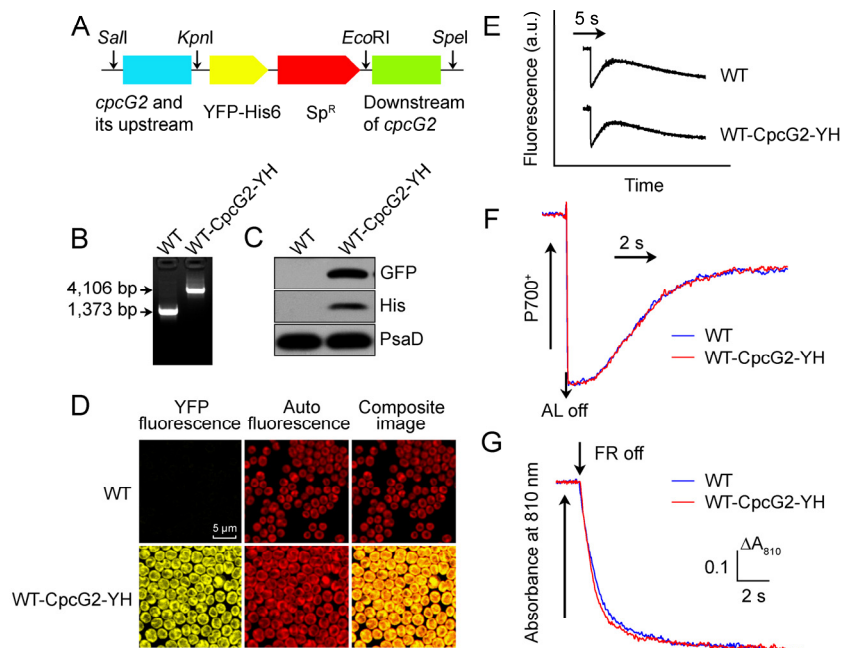 A
SalI
KpnI
EcoRI
SpeI
cpcG2 and
its upstream
YFP-His6
Sp^R
Downstream
of cpcG2
B
WT
WT-CpcG2-YH
4,106 bp
1,373 bp
C
WT
WT-CpcG2-YH
GFP
His
PsaD
D
YFP
fluorescence
Auto
fluorescence
Composite
image
WT
5 µm
WT-CpcG2-YH
E
5 s
Fluorescence (a.u.)
WT
WT-CpcG2-YH
Time
F
2 s
P700⁺
WT
WT-CpcG2-YH
AL off
G
FR off
Absorbance at 810 nm
WT
WT-CpcG2-YH
ΔA₈₁₀
0.1
2 s